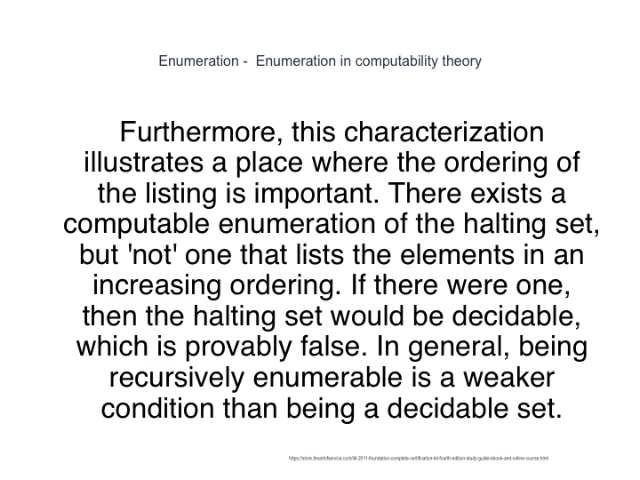 Enumeration -  Enumeration in computability theory
Furthermore, this characterization
illustrates a place where the ordering of
the listing is important. There exists a
computable enumeration of the halting set,
but 'not' one that lists the elements in an
increasing ordering. If there were one,
then the halting set would be decidable,
which is provably false. In general, being
recursively enumerable is a weaker
condition than being a decidable set.